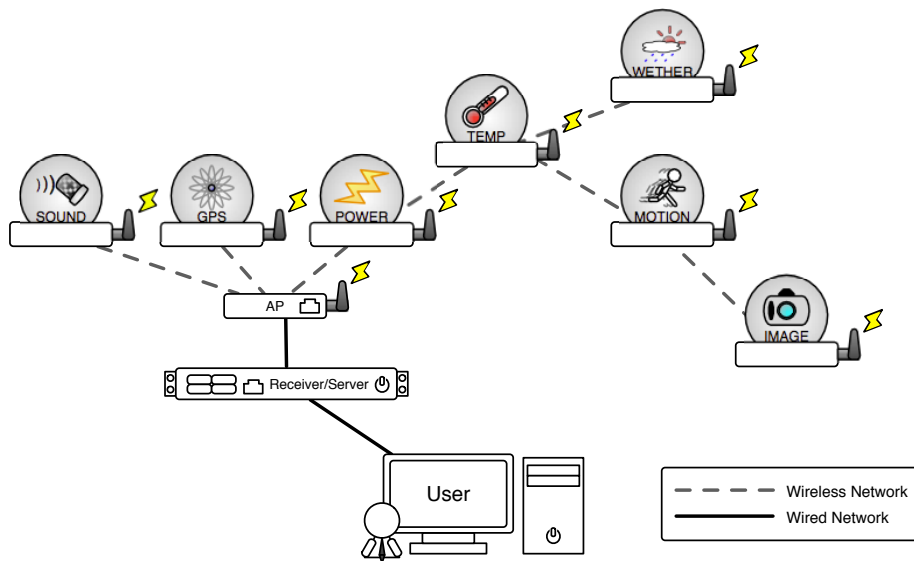 WETHER
TEMP
SOUND
GPS
POWER
MOTION
AP
IMAGE
Receiver/Server
User
Wireless Network
Wired Network